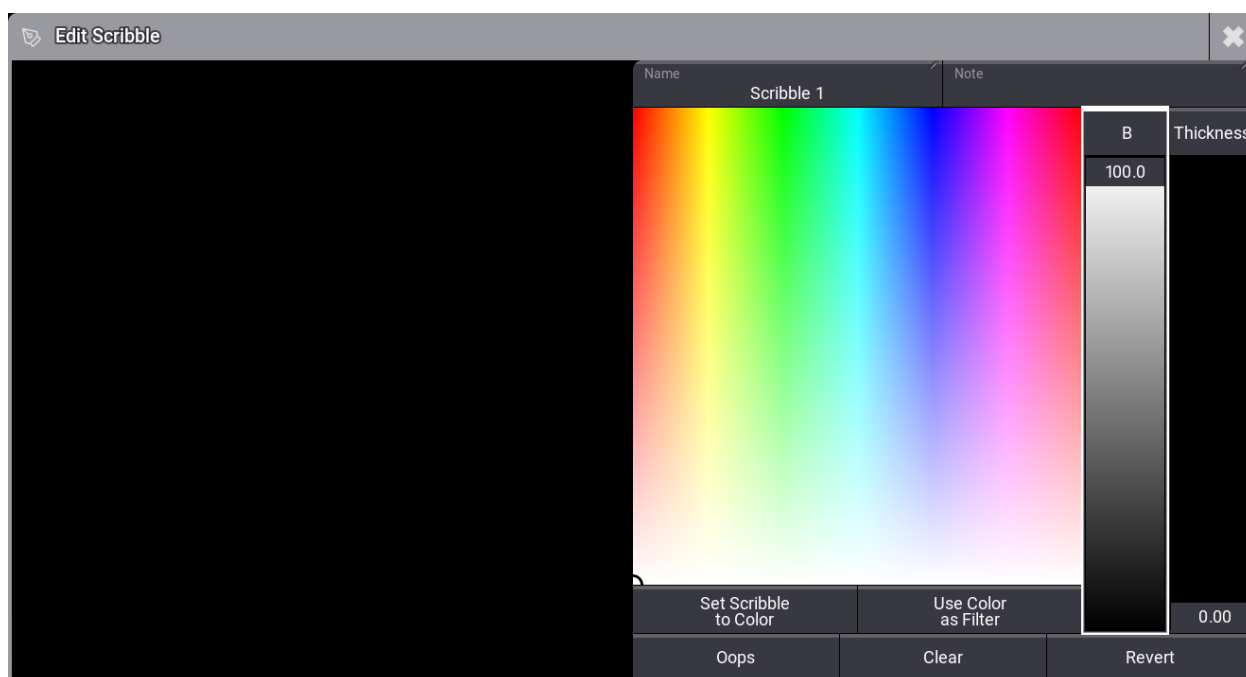 Edit Scribble
Name
Scribble 1
Note
B
Thickness
100.0
Set Scribble
to Color
Use Color
as Filter
0.00
Oops
Clear
Revert